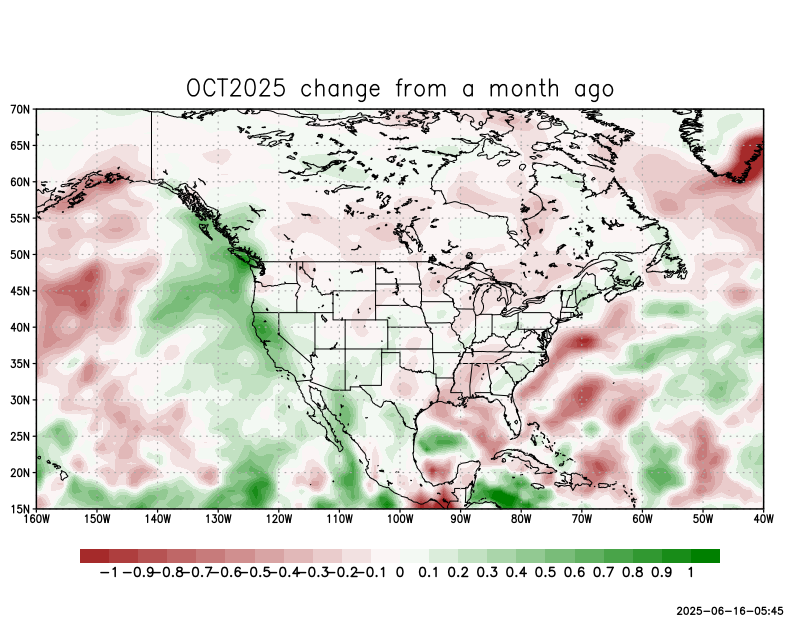 OCT2025 change from a month ago
70N
65N
60N
55N
50N
45N
40N
35N
30N
25N
20N
15N
160W 150W 140W 130W 120W 110W 100W 90W 80W 70W 60W 50W 40W
−1 −0.9 −0.8 −0.7 −0.6 −0.5 −0.4 −0.3 −0.2 −0.1 0 0.1 0.2 0.3 0.4 0.5 0.6 0.7 0.8 0.9 1
2025−06−16−05:45